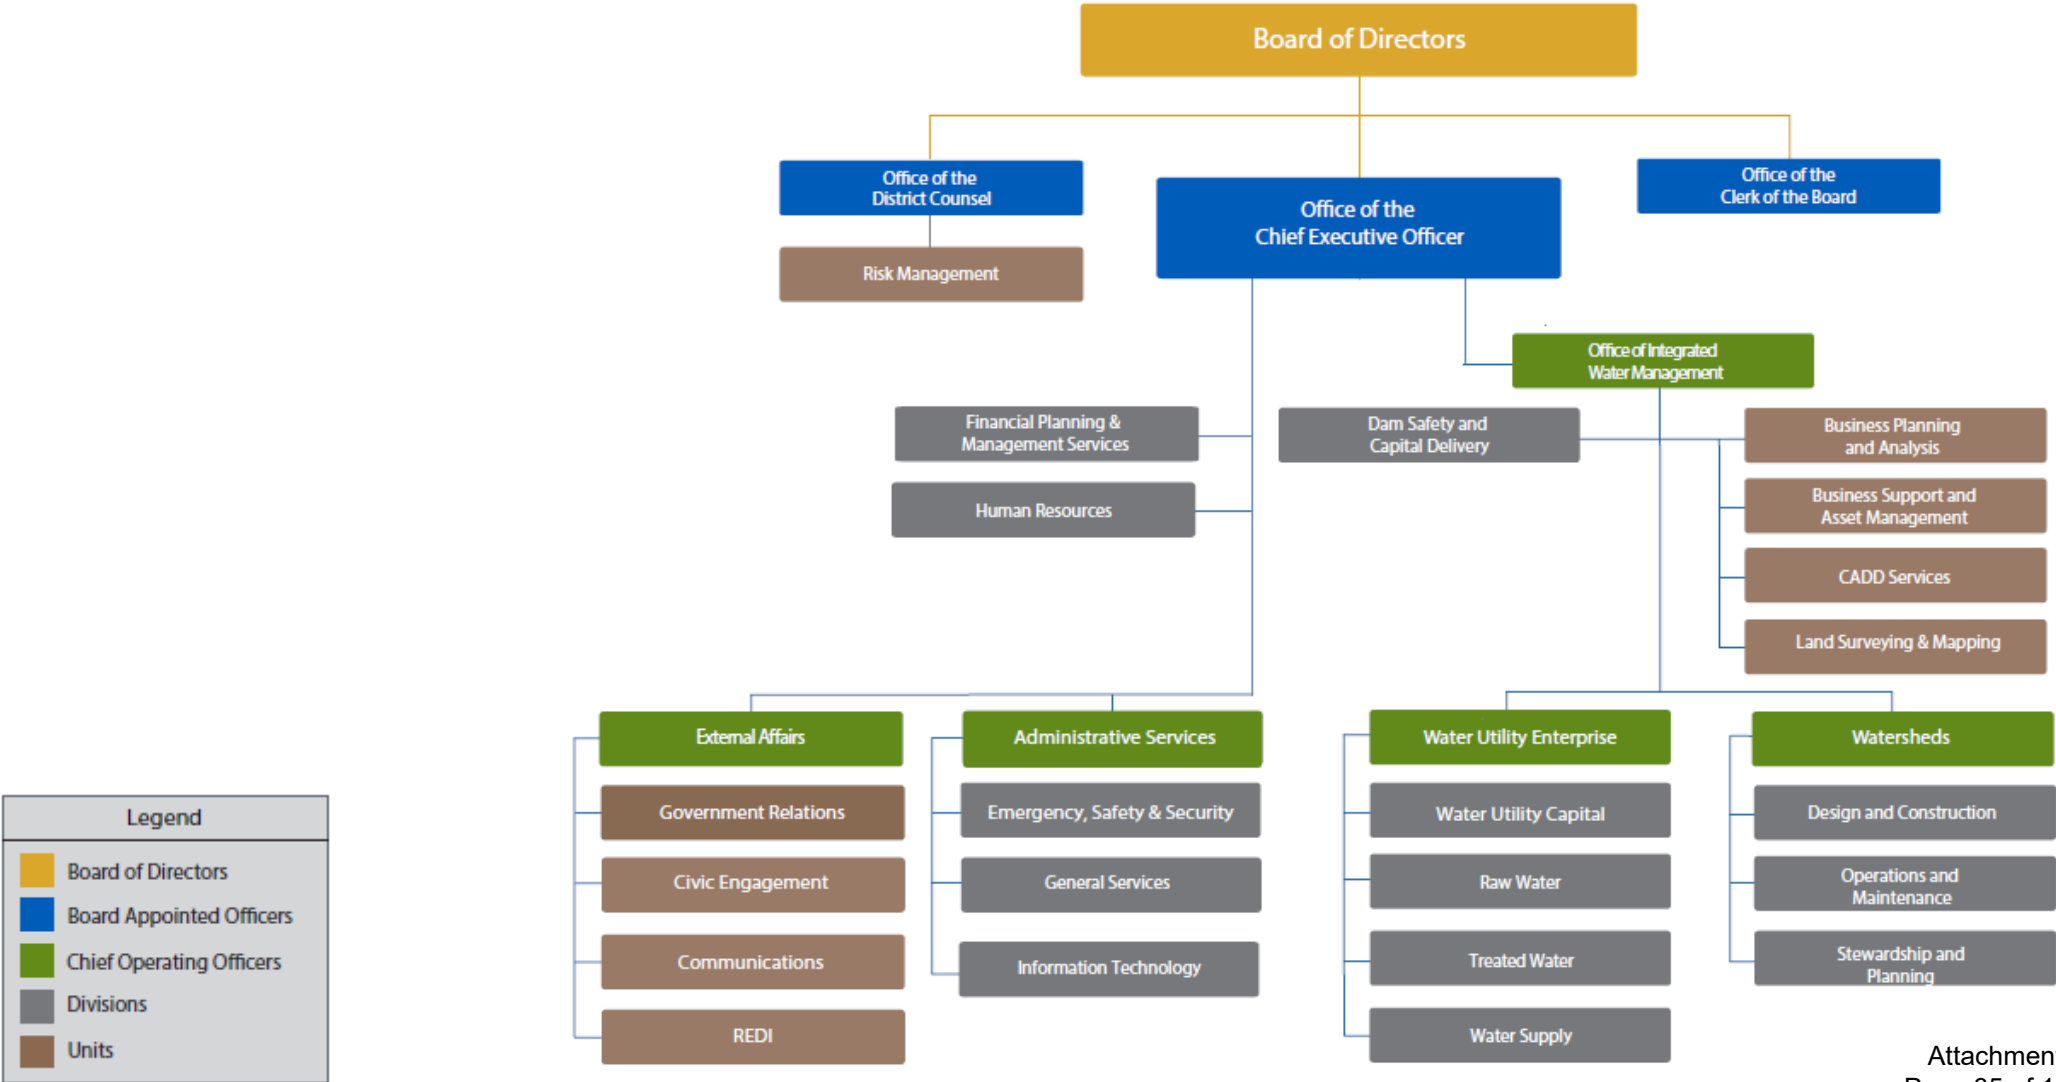 Board of Directors
Office of the
District Counsel
Office of the
Chief Executive Officer
Office of the
Clerk of the Board
Risk Management
Office of Integrated
Water Management
Financial Planning &
Management Services
Dam Safety and
Capital Delivery
Business Planning
and Analysis
Human Resources
Business Support and
Asset Management
CADD Services
Land Surveying & Mapping
External Affairs
Government Relations
Civic Engagement
Communications
REDI
Administrative Services
Emergency, Safety & Security
General Services
Information Technology
Water Utility Enterprise
Water Utility Capital
Raw Water
Treated Water
Water Supply
Watersheds
Design and Construction
Operations and
Maintenance
Stewardship and
Planning
Legend
Board of Directors
Board Appointed Officers
Chief Operating Officers
Divisions
Units
Attachment